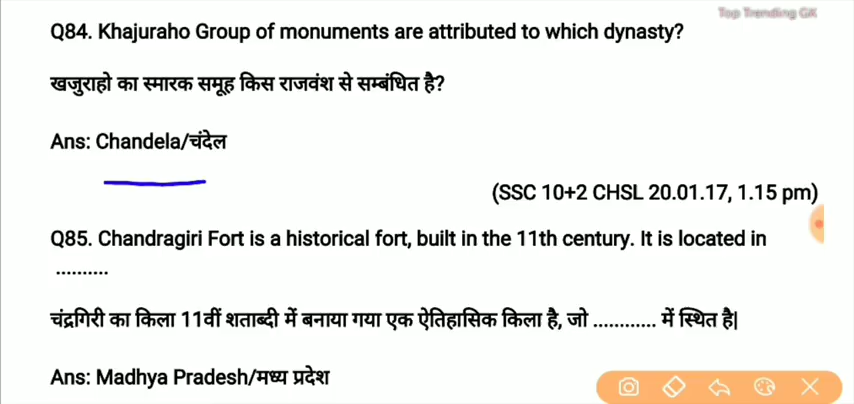 Top Trending GK
Q84. Khajuraho Group of monuments are attributed to which dynasty?
खजुराहो का स्मारक समूह किस राजवंश से सम्बंधित है?
Ans: Chandela/चंदेल
(SSC 10+2 CHSL 20.01.17, 1.15 pm)
Q85. Chandragiri Fort is a historical fort, built in the 11th century. It is located in
..........
चंद्रगिरी का किला 11वीं शताब्दी में बनाया गया एक ऐतिहासिक किला है, जो ............ में स्थित है|
Ans: Madhya Pradesh/मध्य प्रदेश